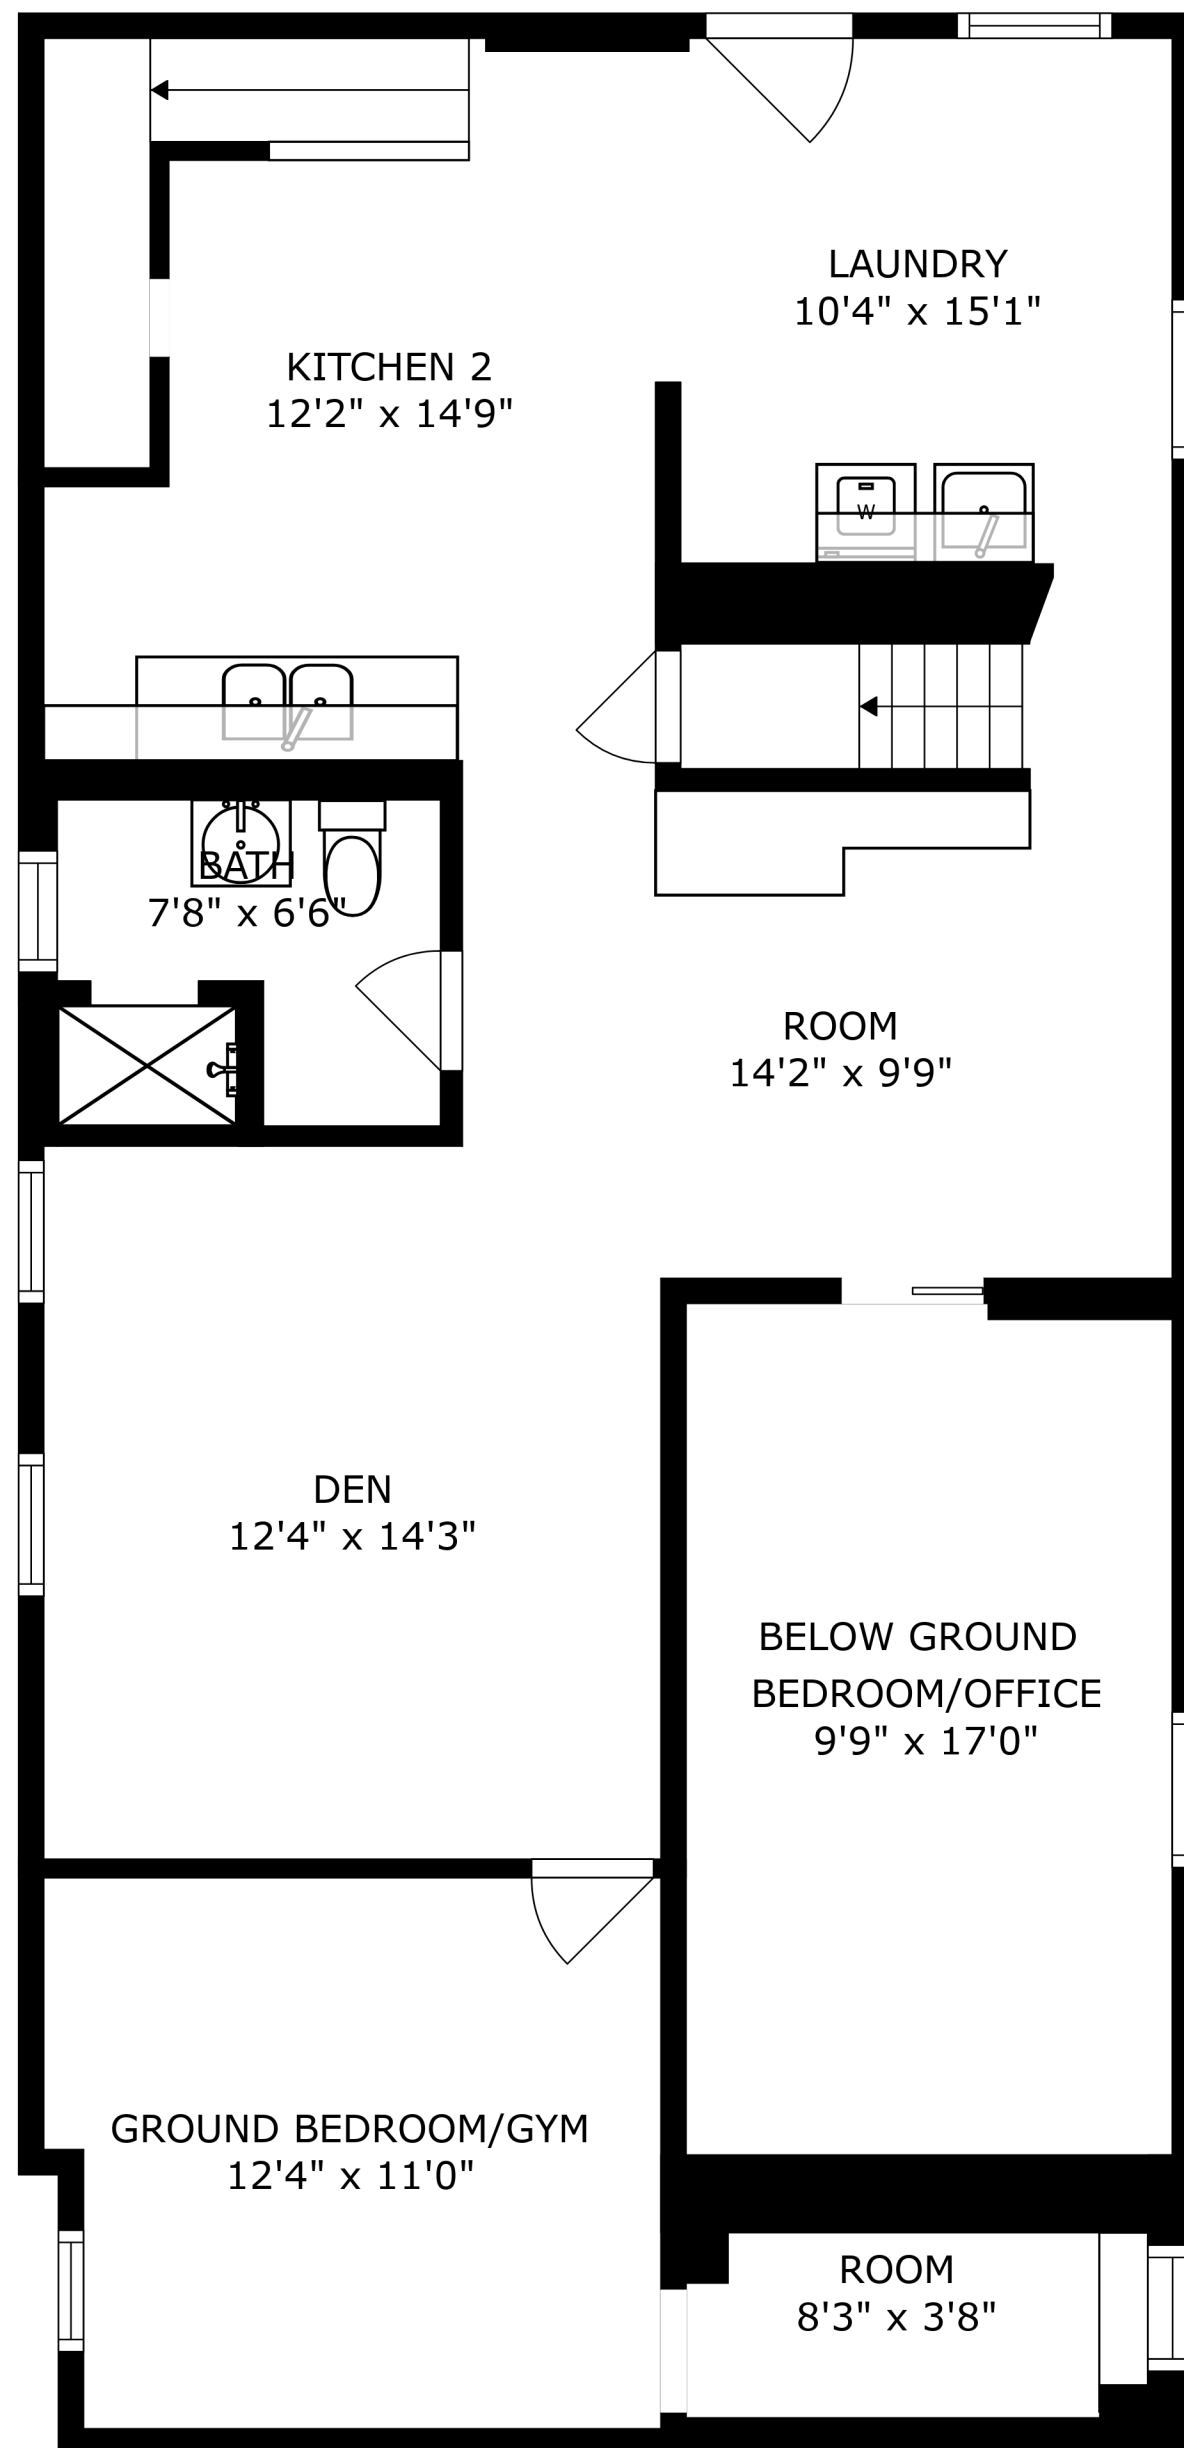 LAUNDRY
10'4" x 15'1"
KITCHEN 2
12'2" x 14'9"
W
BATH
7'8" x 6'6"
ROOM
14'2" x 9'9"
DEN
12'4" x 14'3"
BELOW GROUND
BEDROOM/OFFICE
9'9" x 17'0"
GROUND BEDROOM/GYM
12'4" x 11'0"
ROOM
8'3" x 3'8"